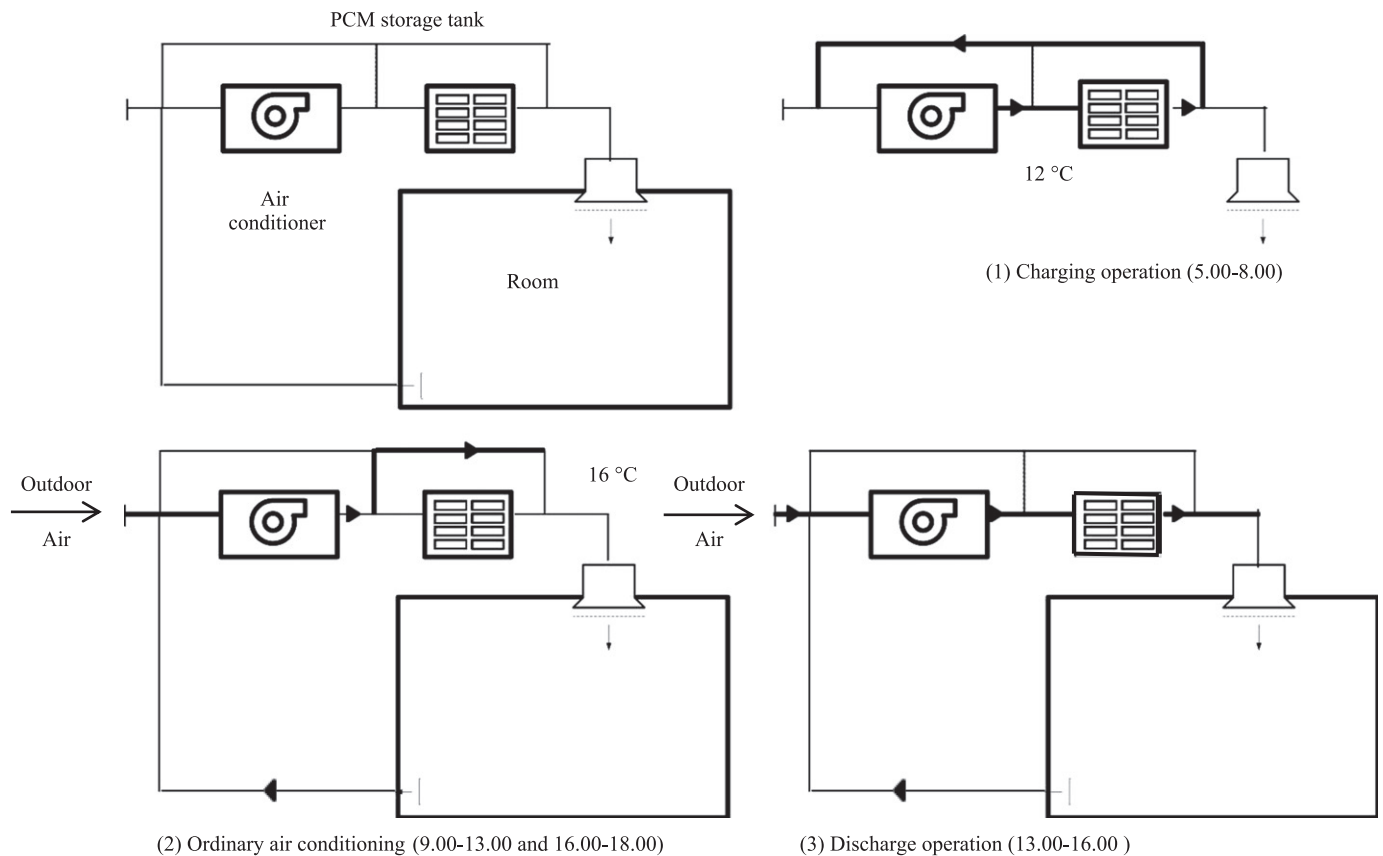 PCM storage tank
Air
conditioner
Room
12 °C
(1) Charging operation (5.00-8.00)
Outdoor
Air
16 °C
(2) Ordinary air conditioning (9.00-13.00 and 16.00-18.00)
Outdoor
Air
(3) Discharge operation (13.00-16.00 )